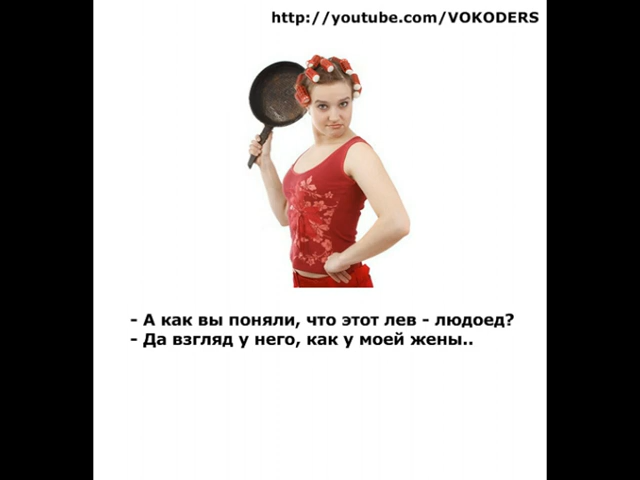 http://youtube.com/VOKODERS
- А как вы поняли, что этот лев - людоед?
- Да взгляд у него, как у моей жены..